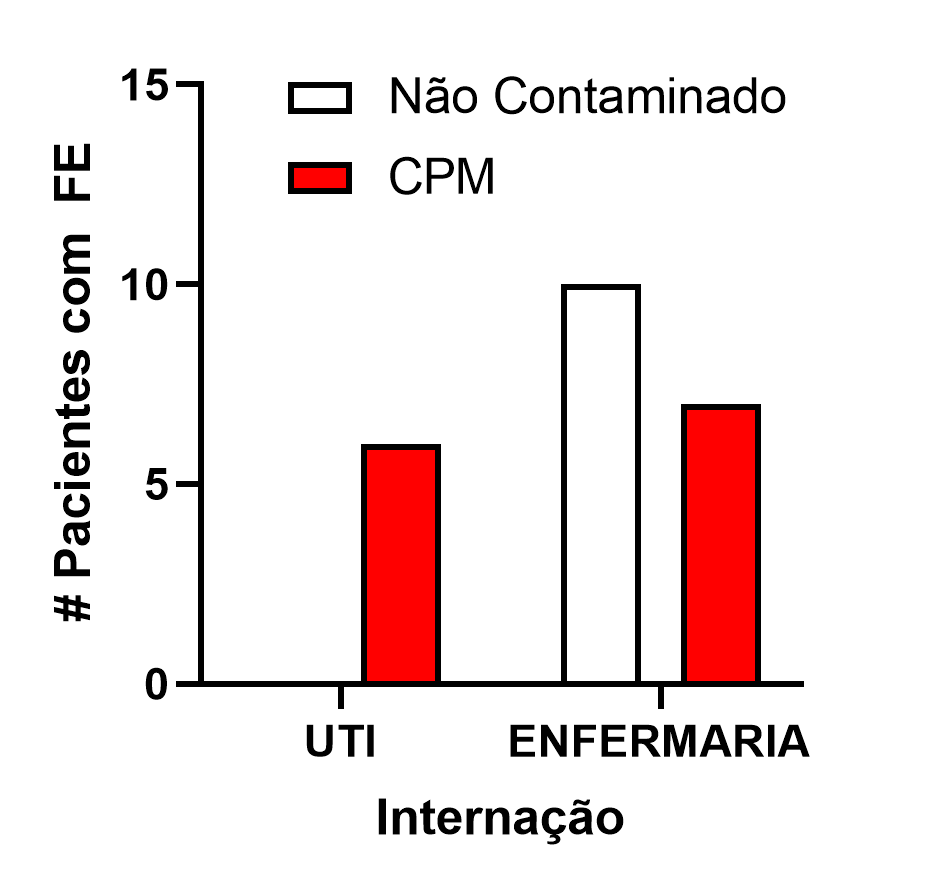 15
Não Contaminado
CPM
10
5
0
# Pacientes com  FE
UTI
ENFERMARIA
Internação